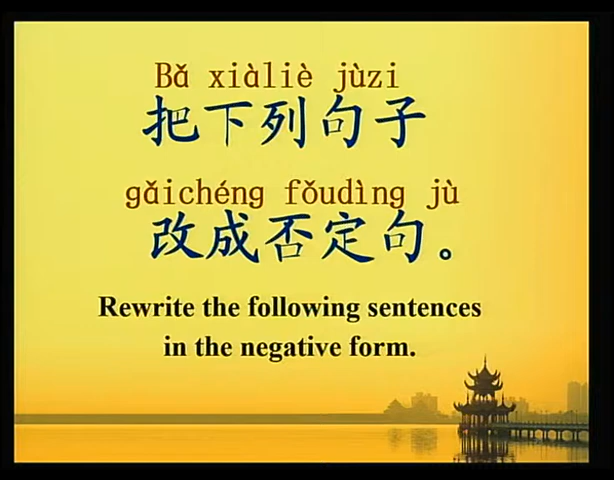 Bǎ xiàliè jùzi
把下列句子
gǎichéng fǒudìng jù
改成否定句。
Rewrite the following sentences
in the negative form.